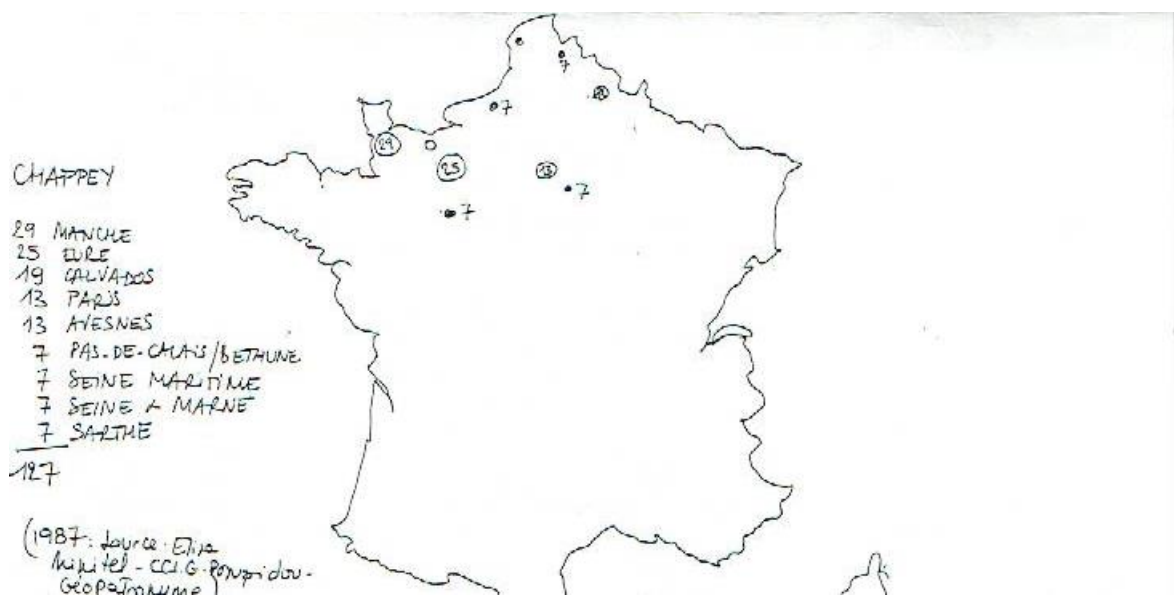 7
7
29
25
13
7
7
CHAPPEY
29 MANCHE
25 EURE
19 CALVADOS
13 PARIS
13 AVESNES
7 PAS-DE-CALAIS/BETHUNE
7 SEINE MARITIME
7 SEINE & MARNE
7 SARTHE
127
(1987: Source
Minitel - CCI. G. Pompidou -
GéoPatronyme)